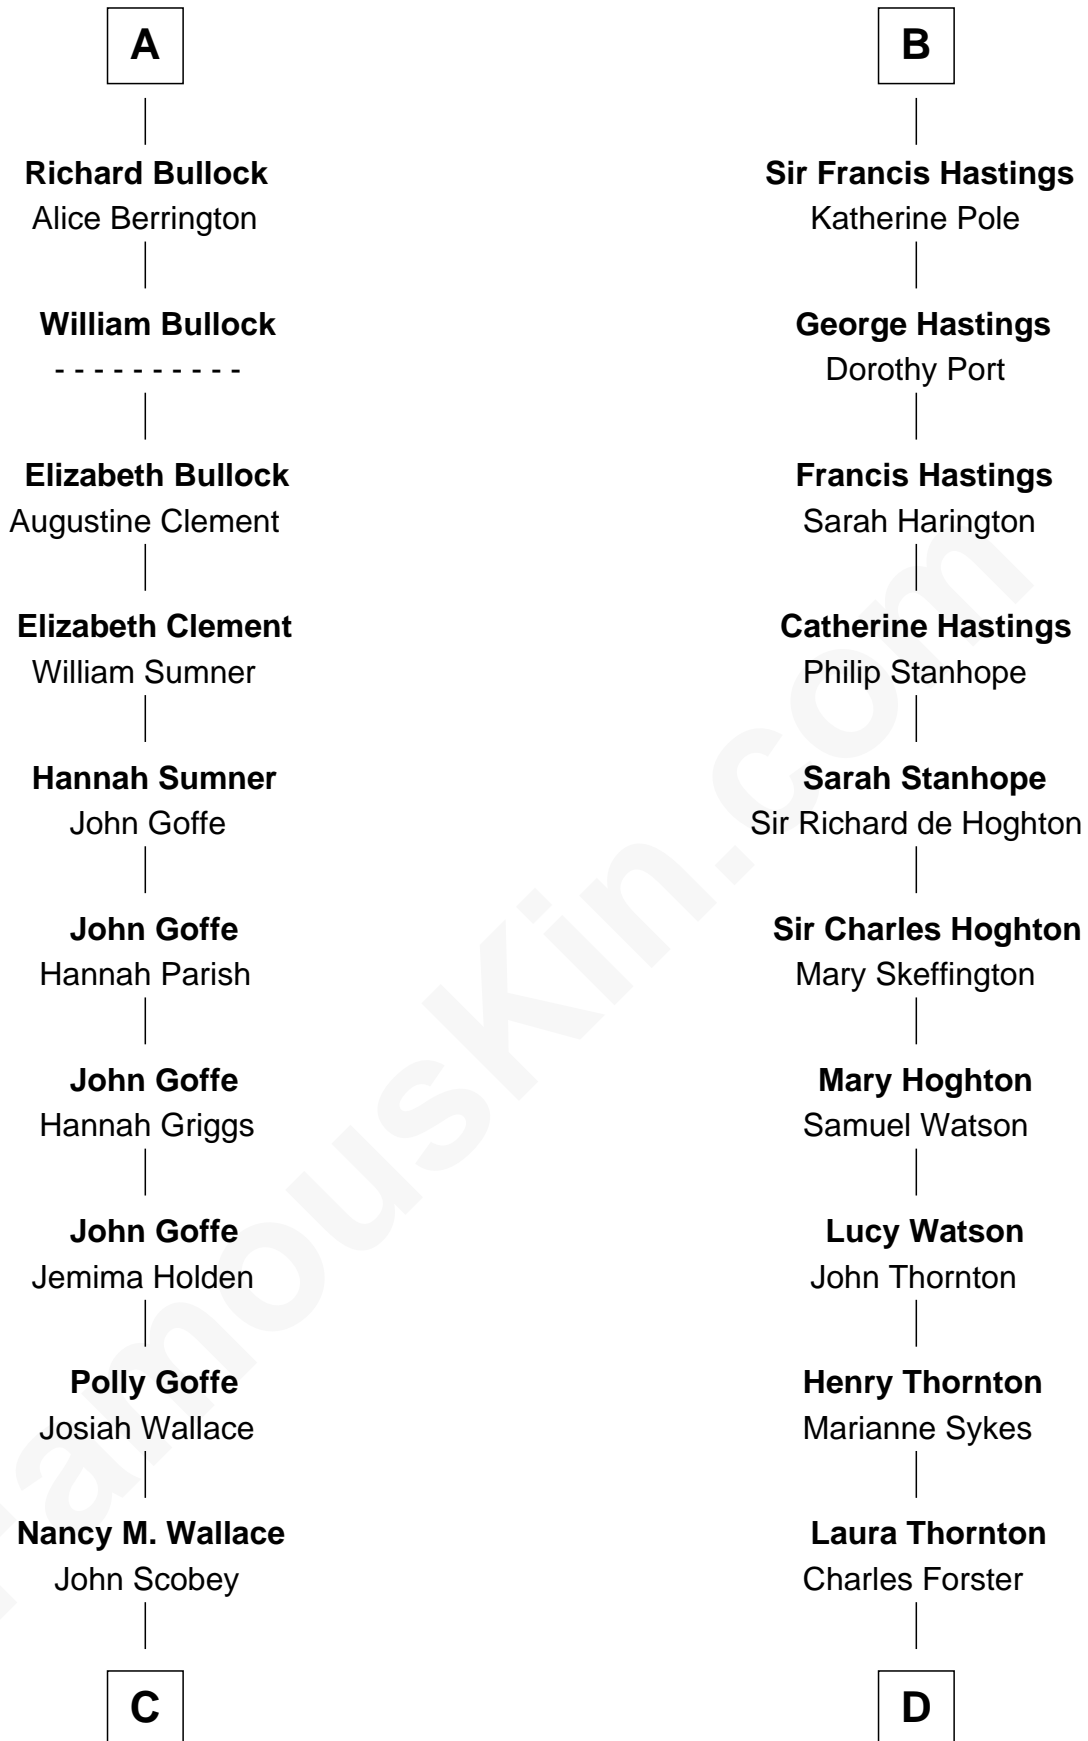 A
Richard Bullock
Alice Berrington
William Bullock
- - - - - - - - - -
Elizabeth Bullock
Augustine Clement
Elizabeth Clement
William Sumner
Hannah Sumner
John Goffe
John Goffe
Hannah Parish
John Goffe
Hannah Griggs
John Goffe
Jemima Holden
Polly Goffe
Josiah Wallace
Nancy M. Wallace
John Scobey
C
B
Sir Francis Hastings
Katherine Pole
George Hastings
Dorothy Port
Francis Hastings
Sarah Harington
Catherine Hastings
Philip Stanhope
Sarah Stanhope
Sir Richard de Hoghton
Sir Charles Hoghton
Mary Skeffington
Mary Hoghton
Samuel Watson
Lucy Watson
John Thornton
Henry Thornton
Marianne Sykes
Laura Thornton
Charles Forster
D
FamousKin.com